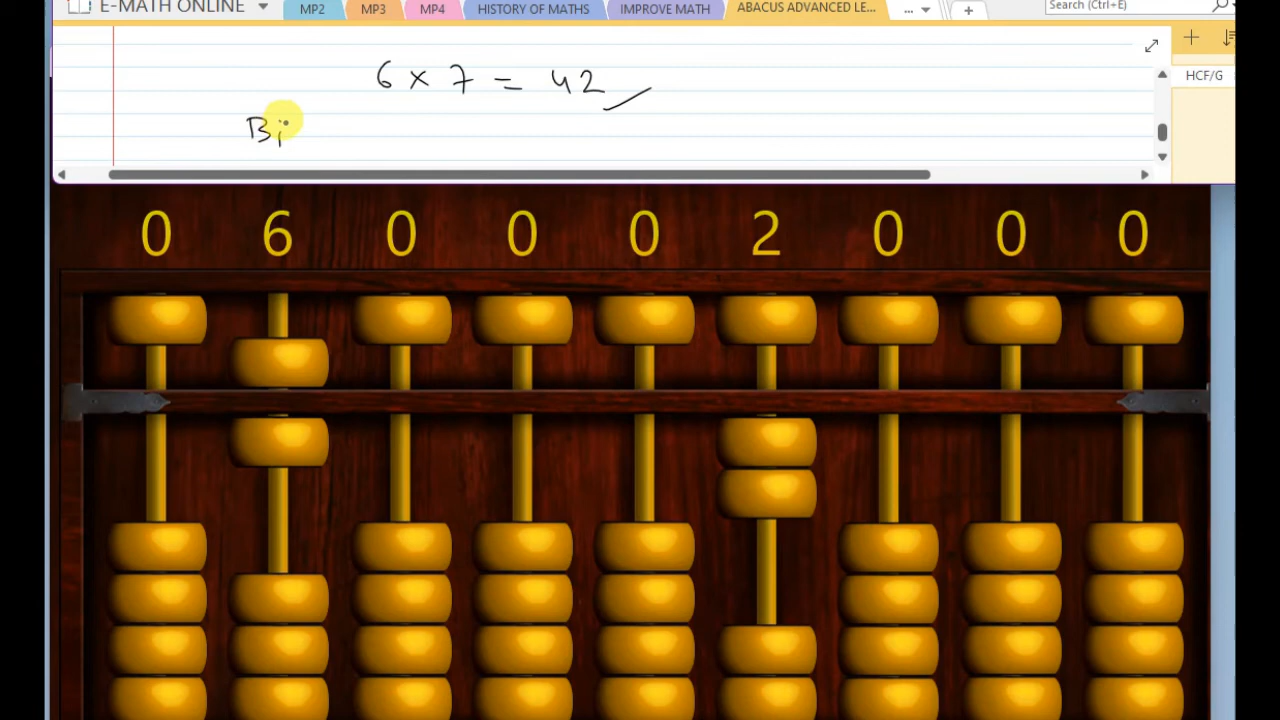 E-MATH ONLINE MP2 MP3 MP4 HISTORY OF MATHS IMPROVE MATH ABACUS ADVANCED LE... ... + Search (Ctrl+E)
HCF/G
6 × 7 = 42
Bi
0 6 0 0 0 2 0 0 0